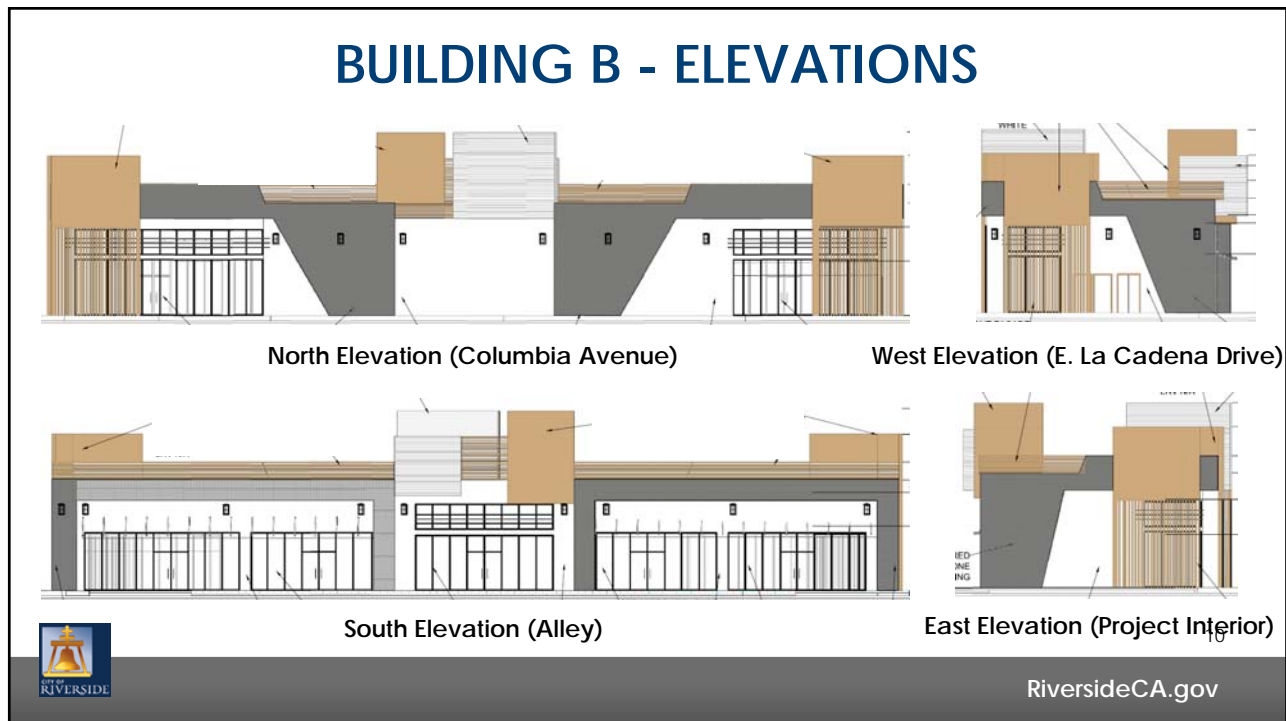 BUILDING B - ELEVATIONS
WHITE
North Elevation (Columbia Avenue)
West Elevation (E. La Cadena Drive)
South Elevation (Alley)
East Elevation (Project Interior)
10
CITY OF
RIVERSIDE
RiversideCA.gov